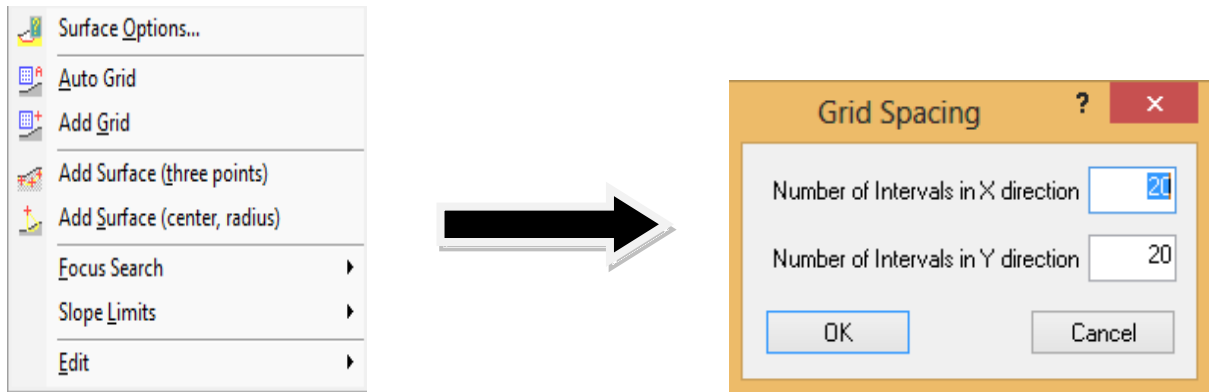 Surface Options...
Auto Grid
Add Grid
Add Surface (three points)
Add Surface (center, radius)
Focus Search
Slope Limits
Edit
Grid Spacing ? ×
Number of Intervals in X direction 20
Number of Intervals in Y direction 20
OK Cancel